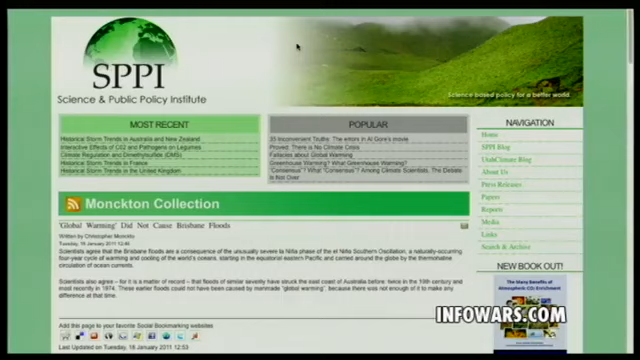 SPPI
Science & Public Policy Institute
Science based policy for a better world.
MOST RECENT
Historical Storm Trends in Australia and New Zealand
Interactive Effects of CO2 and Pathogens on Legumes
Climate Regulation and Dimethylsulfide (DMS)
Historical Storm Trends in France
Historical Storm Trends in the United Kingdom
POPULAR
35 Inconvenient Truths: The errors in Al Gore's movie
Proved: There is No Climate Crisis
Fallacies about Global Warming
Greenhouse Warming? What Greenhouse Warming?
"Consensus"? What "Consensus"? Among Climate Scientists, The Debate
Is Not Over
NAVIGATION
Home
SPPI Blog
About Us
Press Releases
Papers
Reports
Media
Links
Search & Archive
Monckton Collection
'Global Warming' Did Not Cause Brisbane Floods
Written by Christopher Monckton
Tuesday, 18 January 2011 12:46
Scientists agree that the Brisbane floods are a consequence of the unusually severe la Niña phase of the el Niño Southern Oscillation; a naturally-occurring
four-year cycle of warming and cooling of the world's oceans, starting in the equatorial eastern Pacific and carried around the globe by the thermohaline
circulation of ocean currents.
Scientists also agree – for it is a matter of record – that floods of similar severity have struck the east coast of Australia before: twice in the 19th century and
most recently in 1974. These earlier floods could not have been caused by manmade "global warming", because there was not enough of it to make any
difference at that time.
NEW BOOK OUT!
The Many Benefits of
Atmospheric CO2 Enrichment
INFOWARS.COM
Add this page to your favorite Social Bookmarking websites
Last Updated on Tuesday, 18 January 2011 12:53